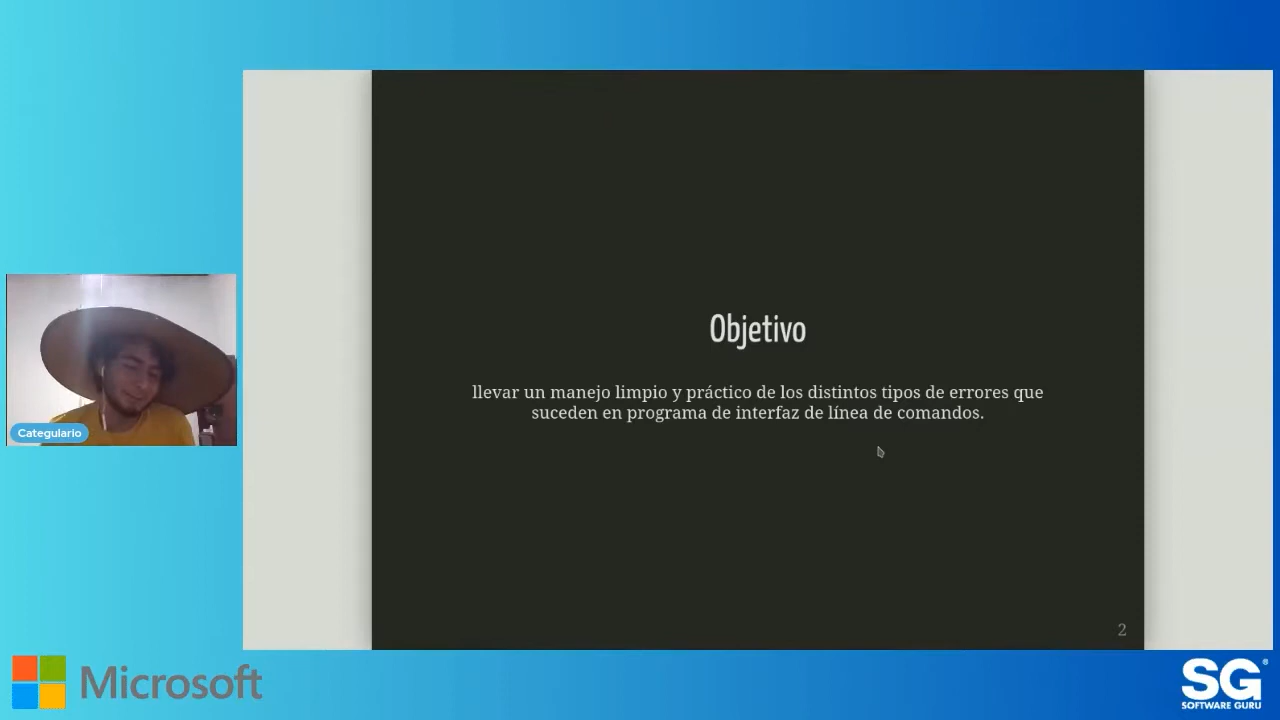 Objetivo
llevar un manejo limpio y práctico de los distintos tipos de errores que
suceden en programa de interfaz de línea de comandos.
2
Categulario
Microsoft
SG®
SOFTWARE GURU